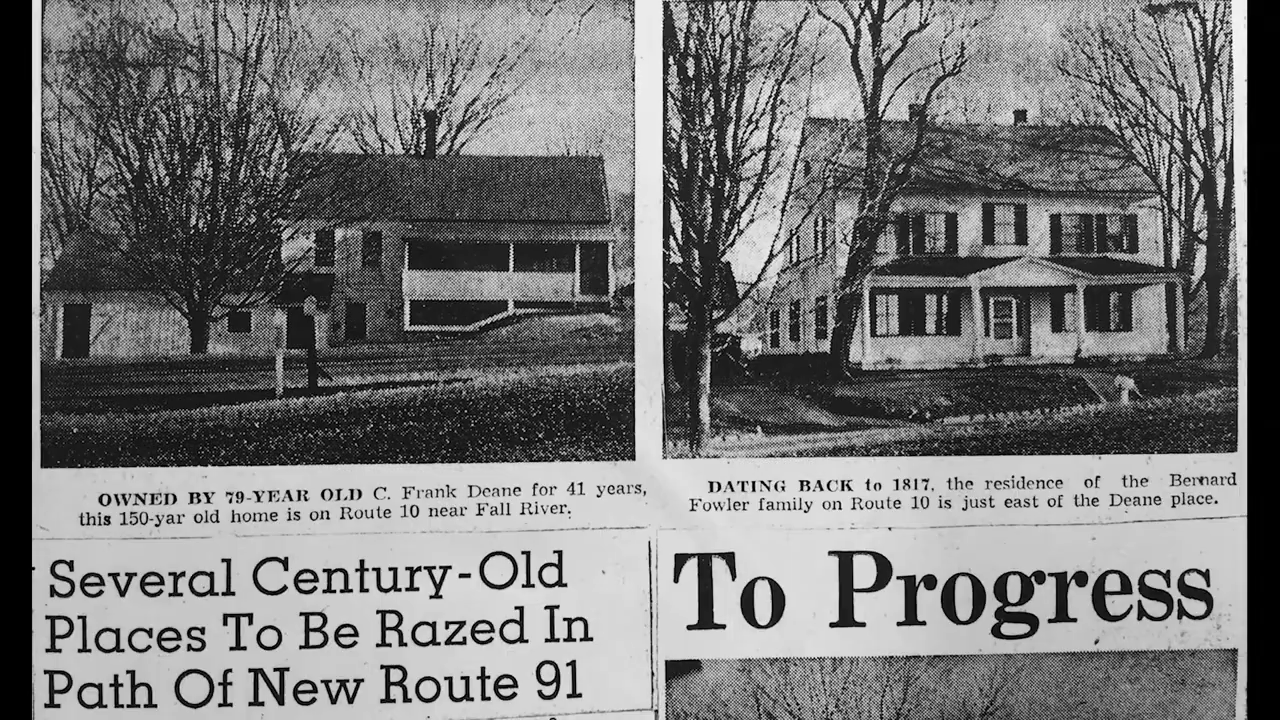 OWNED BY 79-YEAR OLD C. Frank Deane for 41 years,
this 150-yar old home is on Route 10 near Fall River.
DATING BACK to 1817, the residence of the Bernard
Fowler family on Route 10 is just east of the Deane place.
Several Century-Old
Places To Be Razed In
Path Of New Route 91
To Progress